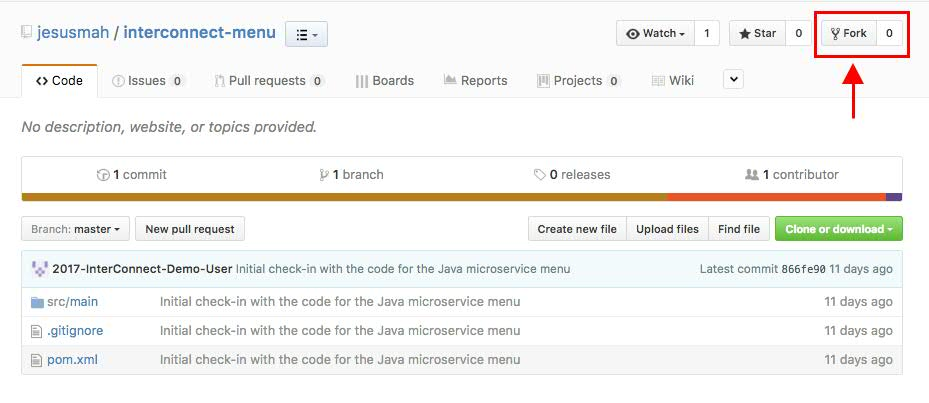 jesusmah / interconnect-menu Watch 1 Star 0 Fork 0
Code Issues 0 Pull requests 0 Boards Reports Projects 0 Wiki
No description, website, or topics provided.
1 commit 1 branch 0 releases 1 contributor
Branch: master New pull request Create new file Upload files Find file Clone or download
2017-InterConnect-Demo-User Initial check-in with the code for the Java microservice menu Latest commit 866fe90 11 days ago
src/main Initial check-in with the code for the Java microservice menu 11 days ago
.gitignore Initial check-in with the code for the Java microservice menu 11 days ago
pom.xml Initial check-in with the code for the Java microservice menu 11 days ago